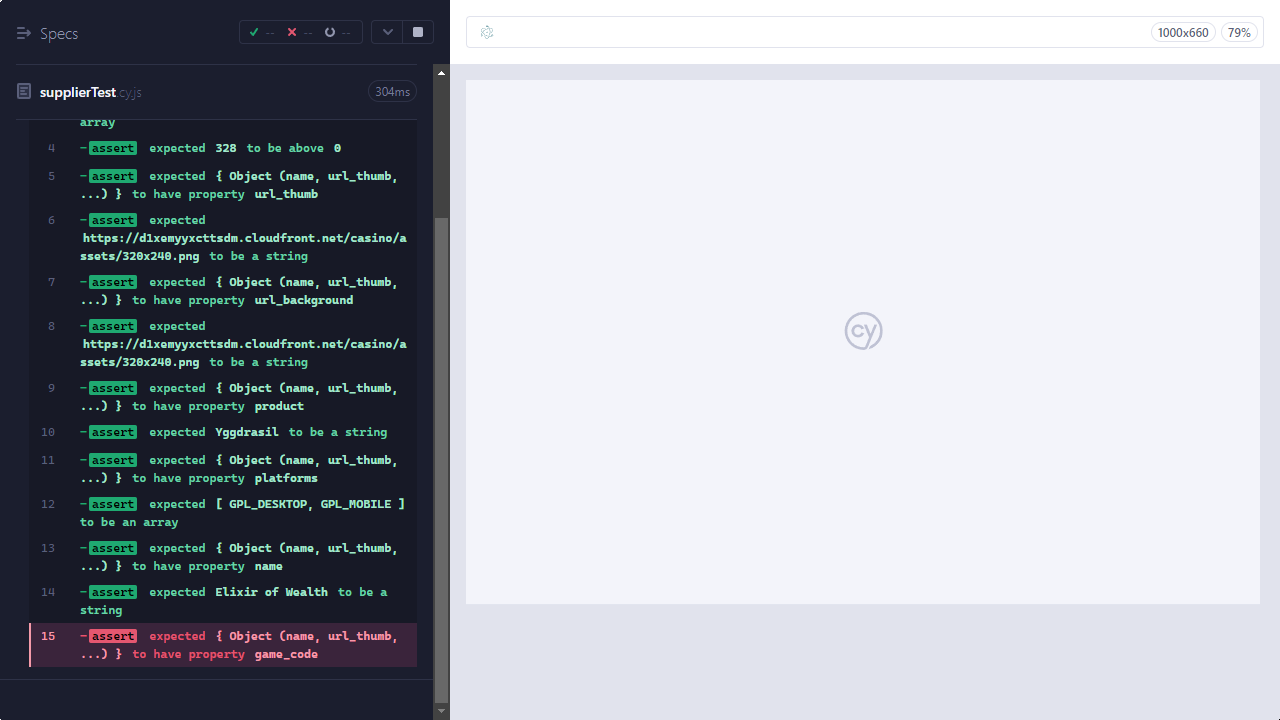 Specs
-- -- --
1000x660 79%
supplierTest.cy.js 304ms
array
4 -assert expected 328 to be above 0
5 -assert expected { Object (name, url_thumb,
...) } to have property url_thumb
6 -assert expected
https://d1xemyyxcttsdm.cloudfront.net/casino/a
ssets/320x240.png to be a string
7 -assert expected { Object (name, url_thumb,
...) } to have property url_background
8 -assert expected
https://d1xemyyxcttsdm.cloudfront.net/casino/a
ssets/320x240.png to be a string
9 -assert expected { Object (name, url_thumb,
...) } to have property product
10 -assert expected Yggdrasil to be a string
11 -assert expected { Object (name, url_thumb,
...) } to have property platforms
12 -assert expected [ GPL_DESKTOP, GPL_MOBILE ]
to be an array
13 -assert expected { Object (name, url_thumb,
...) } to have property name
14 -assert expected Elixir of Wealth to be a
string
15 -assert expected { Object (name, url_thumb,
...) } to have property game_code
cy